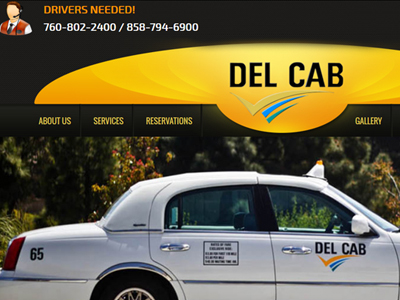 DRIVERS NEEDED!
760-802-2400 / 858-794-6900
DEL CAB
ABOUT US
SERVICES
RESERVATIONS
GALLERY
65
DEL CAB